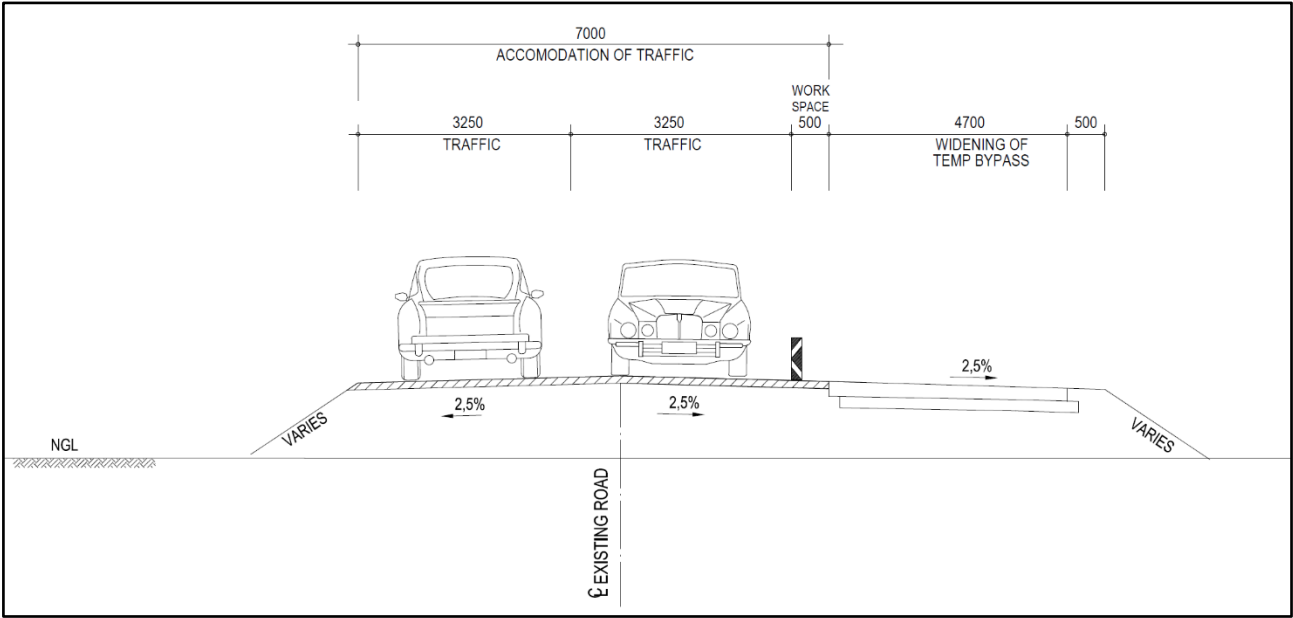 7000
ACCOMODATION OF TRAFFIC
WORK
SPACE
3250
3250
500
4700
500
TRAFFIC
TRAFFIC
WIDENING OF
TEMP BYPASS
2,5%
2,5%
2,5%
VARIES
VARIES
NGL
℄ EXISTING ROAD